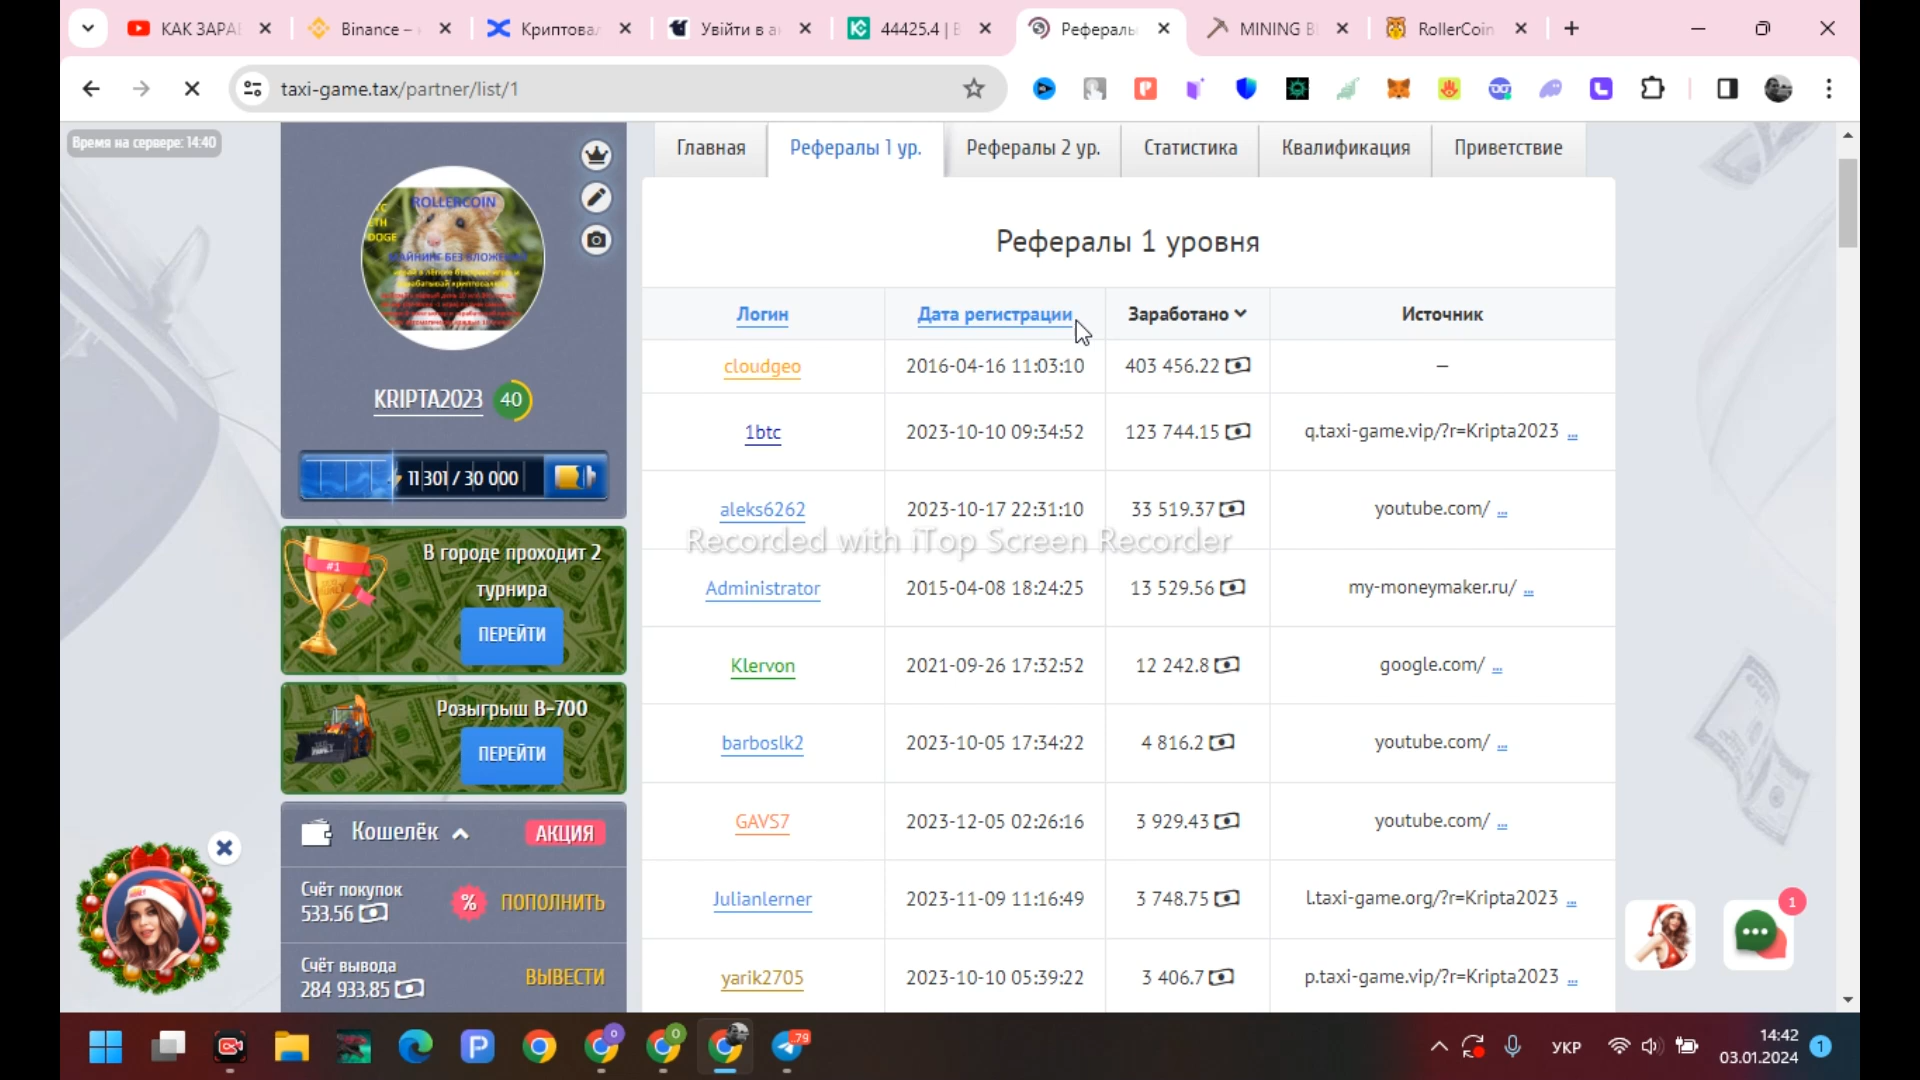 КАК ЗАРАБ
Binance –
Криптовал
Увійти в а
44425.4 | B
Рефералы
MINING B
RollerCoin
taxi-game.tax/partner/list/1
Время на сервере: 14:40
Главная
Рефералы 1 ур.
Рефералы 2 ур.
Статистика
Квалификация
Приветствие
ROLLERCOIN
DOGE
KRIPTA2023 40
11 301 / 30 000
#1
В городе проходит 2
турнира
ПЕРЕЙТИ
Розыгрыш B-700
ПЕРЕЙТИ
Кошелёк
АКЦИЯ
Счёт покупок
533.56
%
ПОПОЛНИТЬ
Счёт вывода
284 933.85
ВЫВЕСТИ
Рефералы 1 уровня
Логин Дата регистрации Заработано Источник
cloudgeo 2016-04-16 11:03:10 403 456.22 —
1btc 2023-10-10 09:34:52 123 744.15 q.taxi-game.vip/?r=Kripta2023 ...
aleks6262 2023-10-17 22:31:10 33 519.37 youtube.com/ ...
Recorded with iTop Screen Recorder
Administrator 2015-04-08 18:24:25 13 529.56 my-moneymaker.ru/ ...
Klervon 2021-09-26 17:32:52 12 242.8 google.com/ ...
barboslk2 2023-10-05 17:34:22 4 816.2 youtube.com/ ...
GAVS7 2023-12-05 02:26:16 3 929.43 youtube.com/ ...
Julianlerner 2023-11-09 11:16:49 3 748.75 l.taxi-game.org/?r=Kripta2023 ...
yarik2705 2023-10-10 05:39:22 3 406.7 p.taxi-game.vip/?r=Kripta2023 ...
1
0
0
79
УКР
14:42
03.01.2024
1